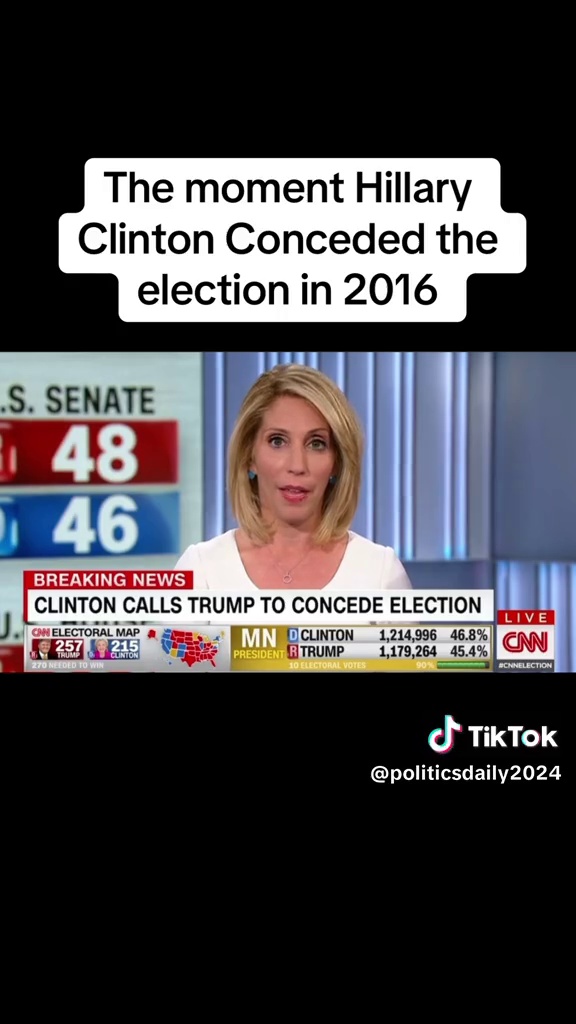 The moment Hillary
Clinton Conceded the
election in 2016
.S. SENATE
48
46
BREAKING NEWS
CLINTON CALLS TRUMP TO CONCEDE ELECTION
LIVE
CNN ELECTORAL MAP
257
TRUMP
215
CLINTON
270 NEEDED TO WIN
MN
PRESIDENT
D CLINTON 1,214,996 46.8%
R TRUMP 1,179,264 45.4%
10 ELECTORAL VOTES 90%
CNN
#CNNELECTION
TikTok
@politicsdaily2024